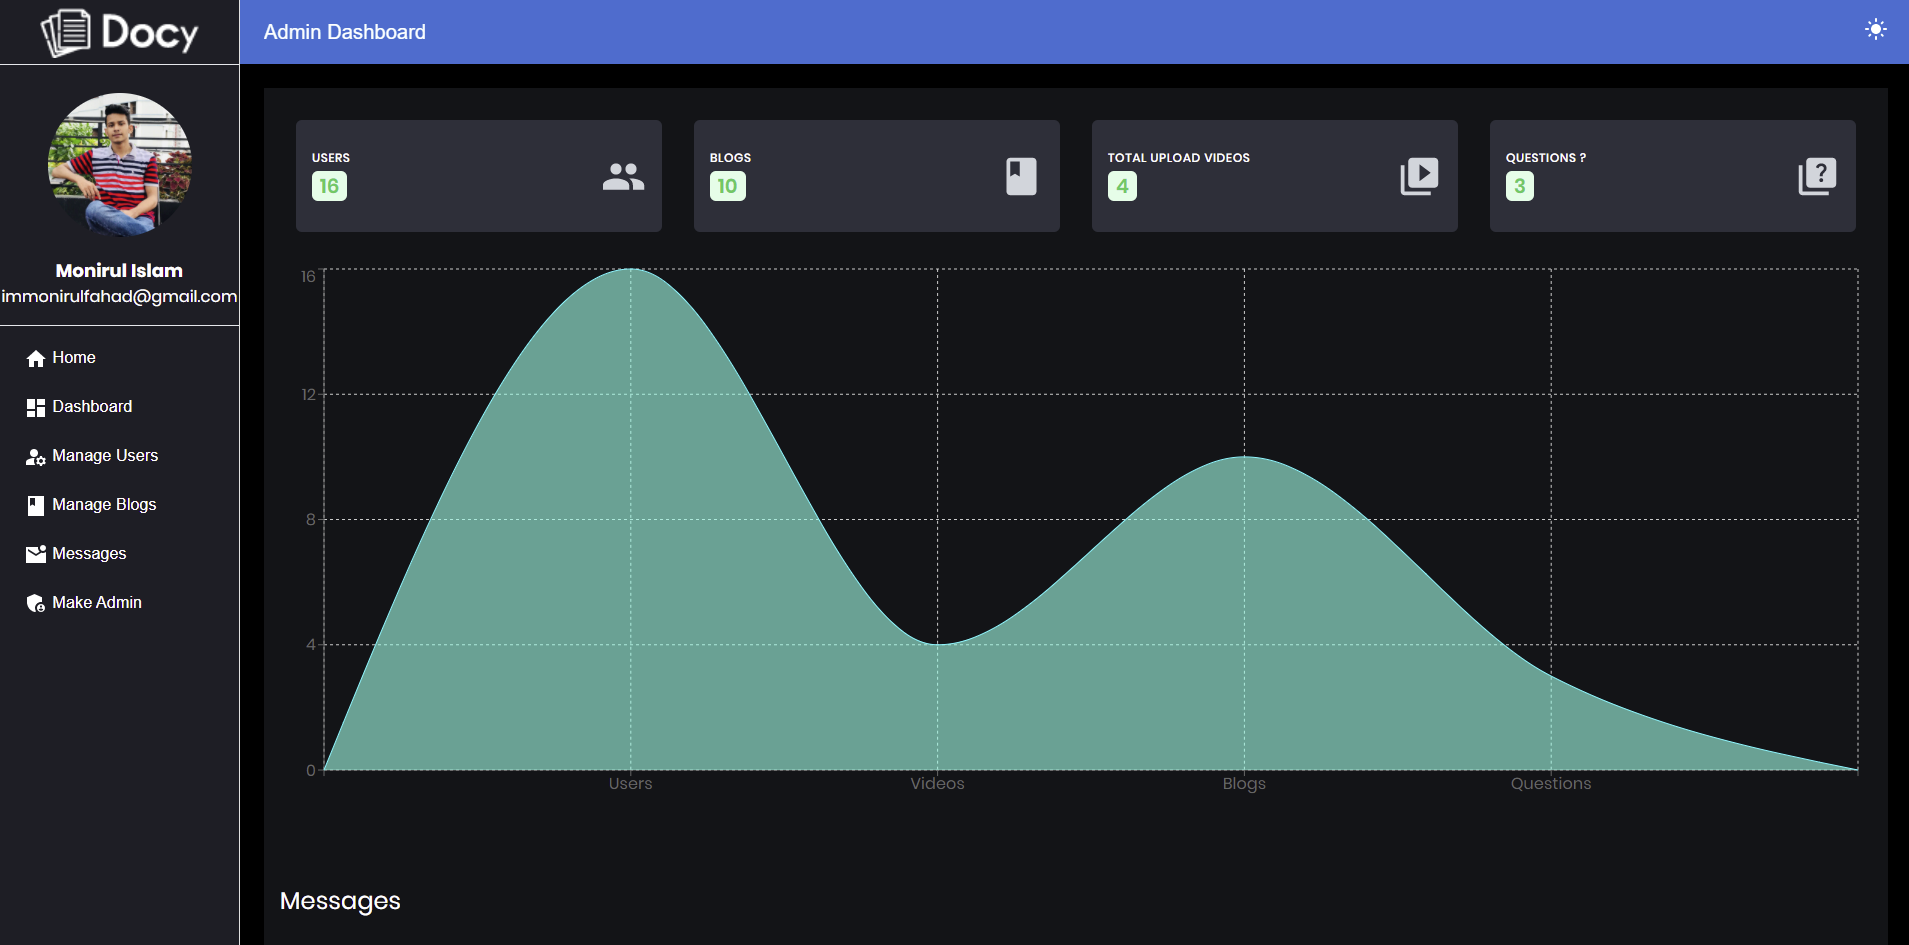 Docy
Monirul Islam
immonirulfahad@gmail.com
Home
Dashboard
Manage Users
Manage Blogs
Messages
Make Admin
Admin Dashboard
USERS
16
BLOGS
10
TOTAL UPLOAD VIDEOS
4
QUESTIONS ?
3
16
12
8
4
0
Users Videos Blogs Questions
Messages